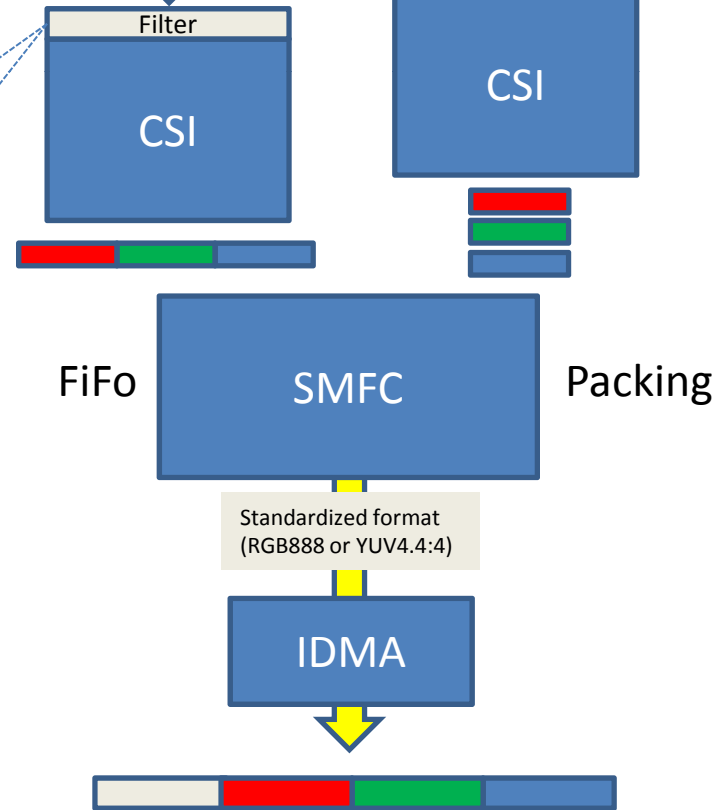 Filter
CSI
CSI
FiFo
SMFC
Packing
Standardized format
(RGB888 or YUV4.4:4)
IDMA